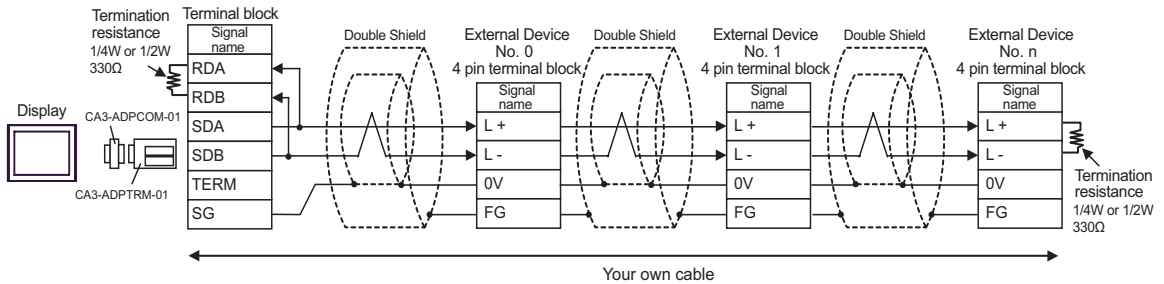 Termination
resistance
1/4W or 1/2W
330Ω
Terminal block
Signal
name
RDA
RDB
SDA
SDB
TERM
SG
Display
CA3-ADPCOM-01
CA3-ADPTRM-01
Double Shield
External Device
No. 0
4 pin terminal block
Signal
name
L +
L -
0V
FG
Double Shield
External Device
No. 1
4 pin terminal block
Signal
name
L +
L -
0V
FG
Double Shield
External Device
No. n
4 pin terminal block
Signal
name
L +
L -
0V
FG
Termination
resistance
1/4W or 1/2W
330Ω
Your own cable